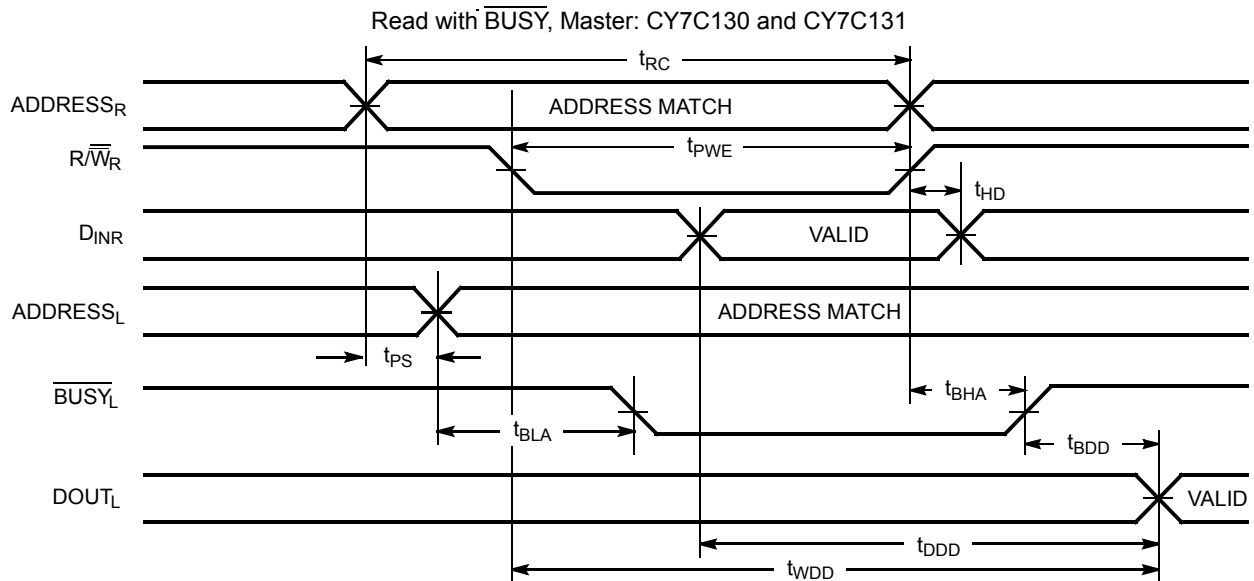 Read with BUSY, Master: CY7C130 and CY7C131
tRC
ADDRESSR
ADDRESS MATCH
R/WR
tPWE
tHD
DINR
VALID
ADDRESSL
ADDRESS MATCH
tPS
BUSYL
tBHA
tBLA
tBDD
DOUTL
VALID
tDDD
tWDD